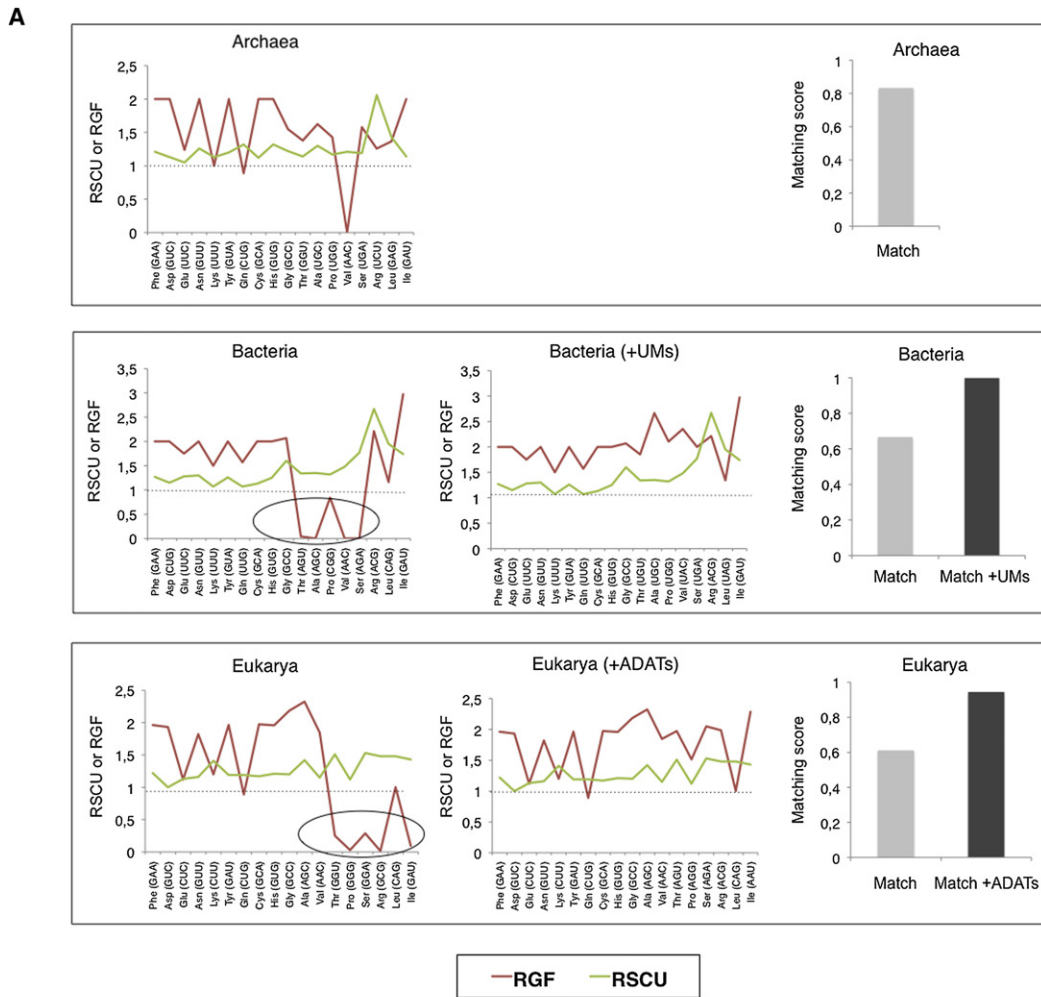 A
Archaea
RSCU or RGF
2,5
2
1,5
1
0,5
0
Phe (GAA)
Asp (GUC)
Glu (UUC)
Asn (GUU)
Lys (UUU)
Tyr (GUA)
Gln (CUG)
Cys (GCA)
His (GUG)
Gly (GCC)
Thr (GGU)
Ala (UGC)
Pro (UGG)
Val (AAC)
Ser (UGA)
Arg (UCU)
Leu (GAG)
Ile (GAU)
Archaea
Matching score
1
0,8
0,6
0,4
0,2
0
Match
Bacteria
RSCU or RGF
3,5
3
2,5
2
1,5
1
0,5
0
Phe (GAA)
Asp (CUG)
Glu (UUC)
Asn (GUU)
Lys (UUU)
Tyr (GUA)
Gln (UUG)
Cys (GCA)
His (GUG)
Gly (GCC)
Thr (AGU)
Ala (AGC)
Pro (CGG)
Val (AAC)
Ser (AGA)
Arg (ACG)
Leu (CAG)
Ile (GAU)
Bacteria (+UMs)
RSCU or RGF
3,5
3
2,5
2
1,5
1
0,5
0
Phe (GAA)
Asp (CUG)
Glu (UUC)
Asn (GUU)
Lys (UUU)
Tyr (GUA)
Gln (UUG)
Cys (GCA)
His (GUG)
Gly (GCC)
Thr (UGU)
Ala (UGC)
Pro (UGG)
Val (UAC)
Ser (UGA)
Arg (ACG)
Leu (UAG)
Ile (GAU)
Bacteria
Matching score
1
0,8
0,6
0,4
0,2
0
Match
Match +UMs
Eukarya
RSCU or RGF
2,5
2
1,5
1
0,5
0
Phe (GAA)
Asp (GUC)
Glu (CUC)
Asn (GUU)
Lys (CUU)
Tyr (GAU)
Gln (CUG)
Cys (GCA)
His (GUG)
Gly (GCC)
Ala (AGC)
Val (AAC)
Thr (GGU)
Pro (GGG)
Ser (GGA)
Arg (GCG)
Leu (CAG)
Ile (GAU)
Eukarya (+ADATs)
RSCU or RGF
2,5
2
1,5
1
0,5
0
Phe (GAA)
Asp (GUC)
Glu (CUC)
Asn (GUU)
Lys (CUU)
Tyr (GAU)
Gln (CUG)
Cys (GCA)
His (GUG)
Gly (GCC)
Ala (AGC)
Val (AAC)
Thr (AGU)
Pro (AGG)
Ser (AGA)
Arg (ACG)
Leu (CAG)
Ile (AAU)
Eukarya
Matching score
1
0,8
0,6
0,4
0,2
0
Match
Match +ADATs
RGF
RSCU